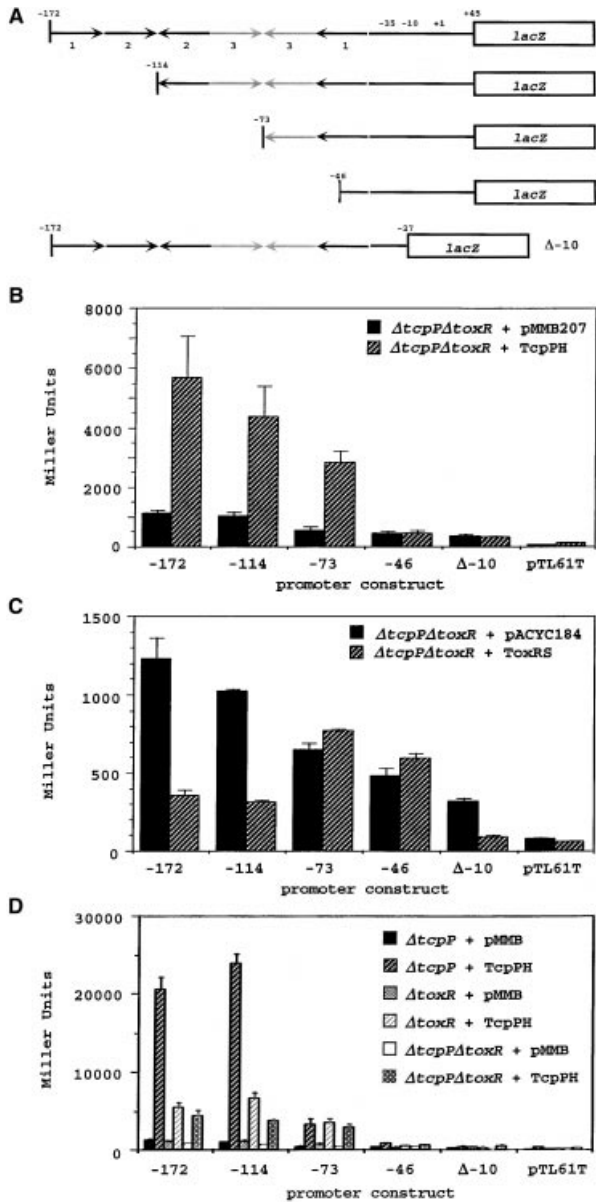 A
-172
-35 -10 +1 +45
1 2 2 3 3 1
lacZ
-114
lacZ
-73
lacZ
-46
lacZ
-172
-27
lacZ Δ-10
B
8000
6000
4000
2000
0
Miller Units
ΔtcpPΔtoxR + pMMB207
ΔtcpPΔtoxR + TcpPH
-172 -114 -73 -46 Δ-10 pTL61T
promoter construct
C
1500
1000
500
0
Miller Units
ΔtcpPΔtoxR + pACYC184
ΔtcpPΔtoxR + ToxRS
-172 -114 -73 -46 Δ-10 pTL61T
promoter construct
D
30000
20000
10000
0
Miller Units
ΔtcpP + pMMB
ΔtcpP + TcpPH
ΔtoxR + pMMB
ΔtoxR + TcpPH
ΔtcpPΔtoxR + pMMB
ΔtcpPΔtoxR + TcpPH
-172 -114 -73 -46 Δ-10 pTL61T
promoter construct